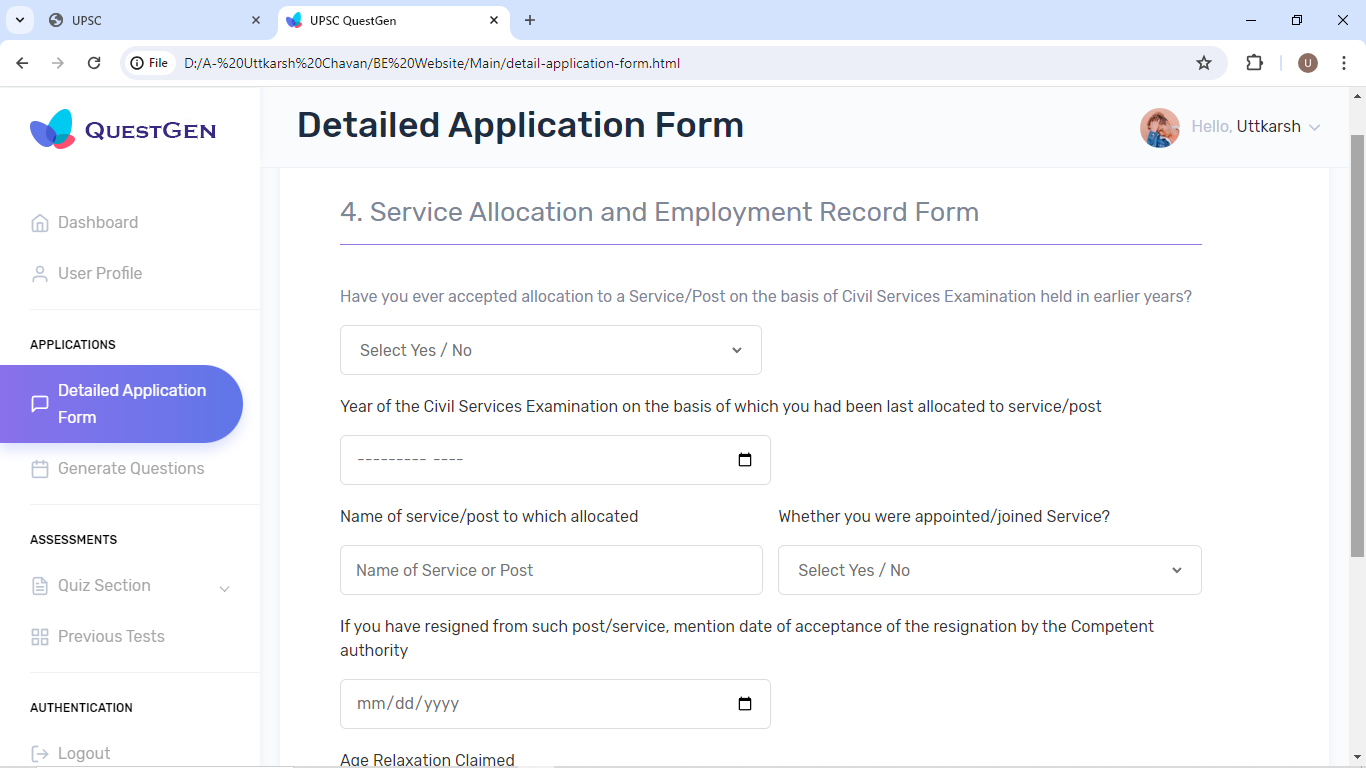 UPSC
UPSC QuestGen
File
D:/A-%20Uttkarsh%20Chavan/BE%20Website/Main/detail-application-form.html
U
QUESTGEN
Detailed Application Form
Hello, Uttkarsh
Dashboard
User Profile
APPLICATIONS
Detailed Application
Form
Generate Questions
ASSESSMENTS
Quiz Section
Previous Tests
AUTHENTICATION
Logout
4. Service Allocation and Employment Record Form
Have you ever accepted allocation to a Service/Post on the basis of Civil Services Examination held in earlier years?
Select Yes / No
Year of the Civil Services Examination on the basis of which you had been last allocated to service/post
--------- ----
Name of service/post to which allocated
Whether you were appointed/joined Service?
Name of Service or Post
Select Yes / No
If you have resigned from such post/service, mention date of acceptance of the resignation by the Competent
authority
mm/dd/yyyy
Age Relaxation Claimed